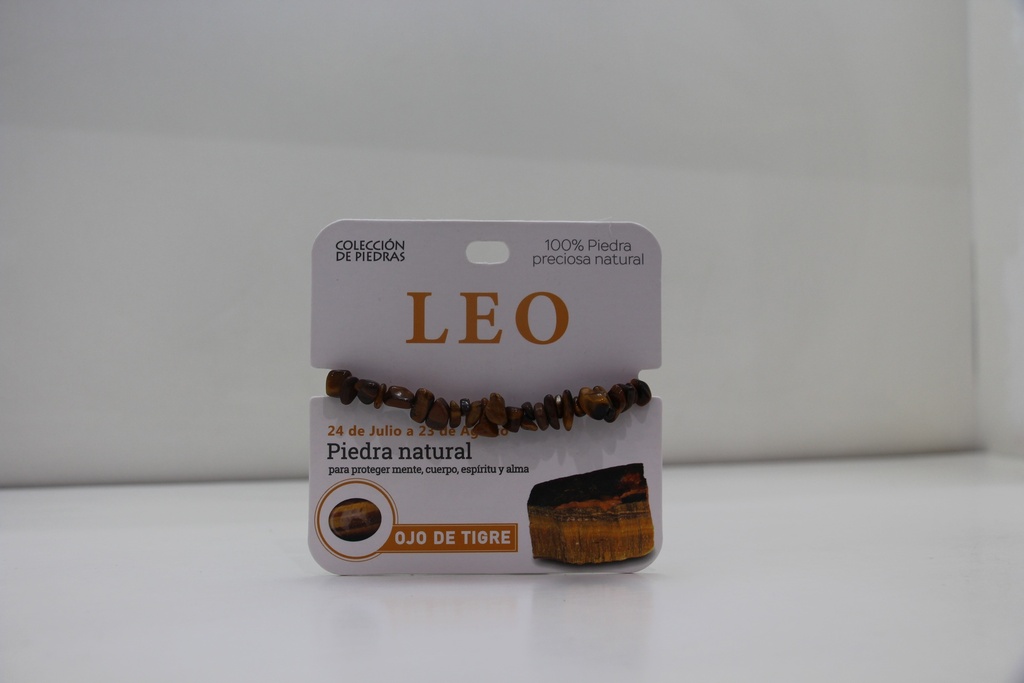 COLECCIÓN
DE PIEDRAS
100% Piedra
preciosa natural
LEO
24 de Julio a 23 de
Piedra natural
para proteger mente, cuerpo, espíritu y alma
OJO DE TIGRE